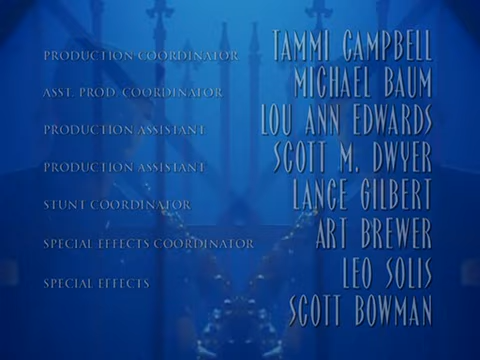 PRODUCTION COORDINATOR TAMMI CAMPBELL
ASST. PROD. COORDINATOR MICHAEL BAUM
PRODUCTION ASSISTANT LOU ANN EDWARDS
PRODUCTION ASSISTANT SCOTT M. DWYER
STUNT COORDINATOR LANCE GILBERT
SPECIAL EFFECTS COORDINATOR ART BREWER
SPECIAL EFFECTS LEO SOLIS
SCOTT BOWMAN